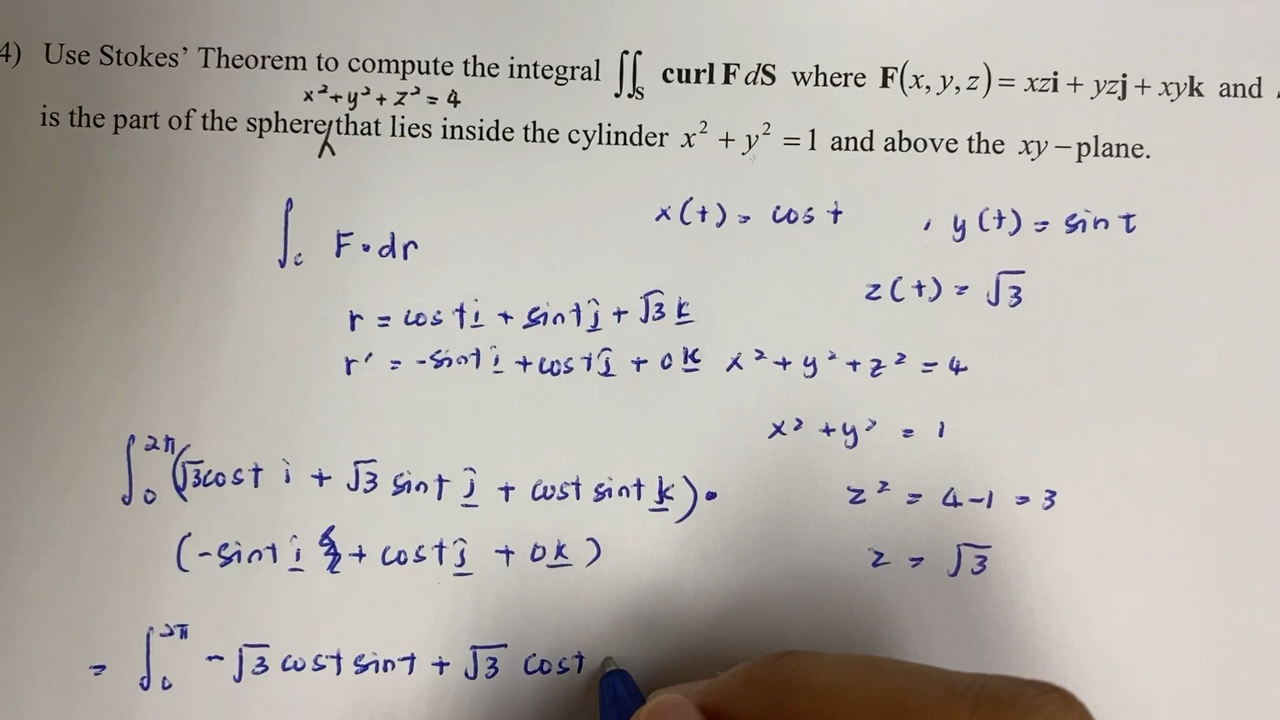 4) Use Stokes' Theorem to compute the integral ∬_S curl F dS where F(x, y, z) = xzi + yzj + xyk and
x² + y² + z² = 4
is the part of the sphere that lies inside the cylinder x² + y² = 1 and above the xy – plane.
∫_c F • dr
x(t) = cos t , y(t) = sin t
z(t) = √3
r = cos t i + sin t j + √3 k
r' = -sin t i + cos t j + 0 k
x² + y² + z² = 4
x² + y² = 1
∫₀^2π (√3 cos t i + √3 sin t j + cos t sin t k) •
z² = 4-1 = 3
(-sin t i + cos t j + 0k)
z = √3
= ∫₀^2π -√3 cos t sin t + √3 cos t